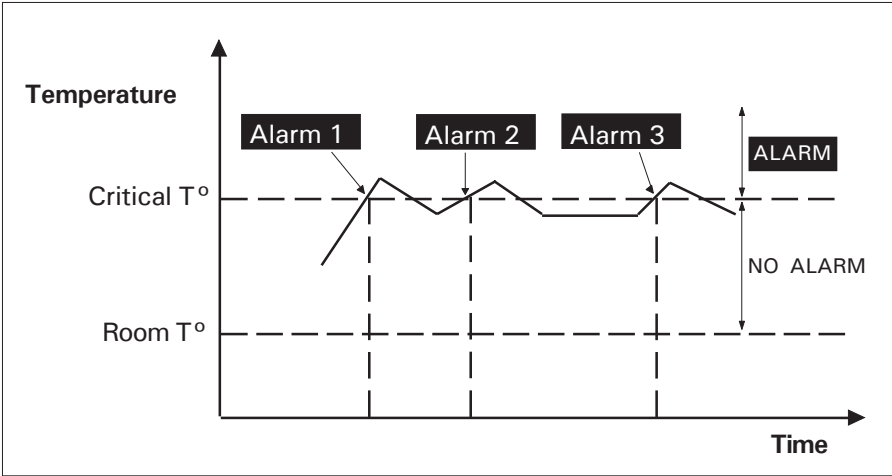 Temperature
Alarm 1
Alarm 2
Alarm 3
ALARM
Critical T°
NO ALARM
Room T°
Time